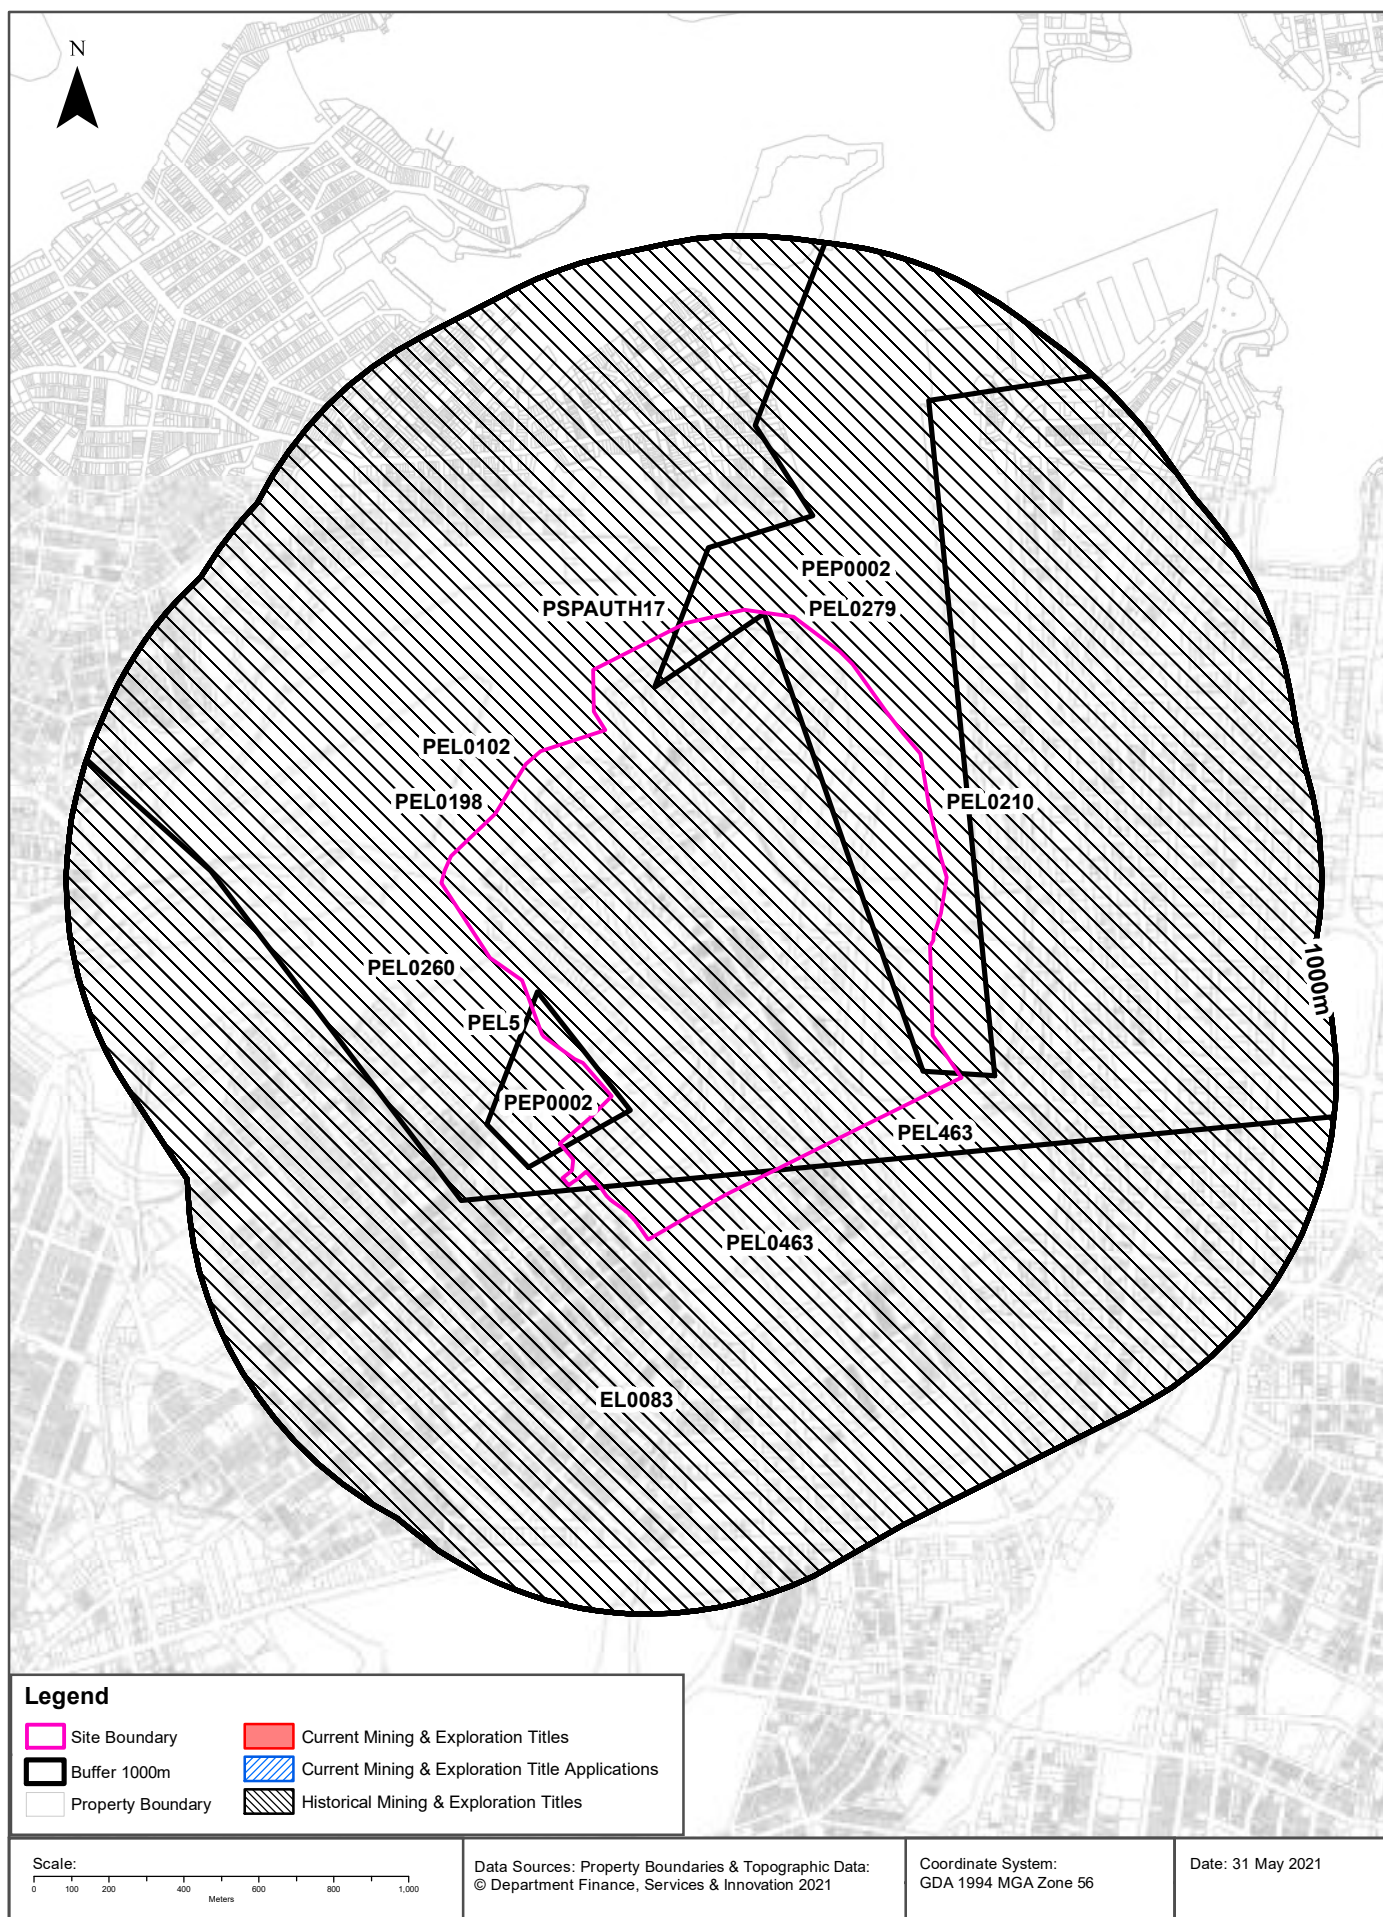 N
PEP0002
PSPAUTH17
PEL0279
PEL0102
PEL0198
PEL0210
PEL0260
1000m
PEL5
PEP0002
PEL463
PEL0463
EL0083
Legend
Site Boundary
Current Mining & Exploration Titles
Buffer 1000m
Current Mining & Exploration Title Applications
Property Boundary
Historical Mining & Exploration Titles
Scale:
0 100 200 400 600 800 1,000
Meters
Data Sources: Property Boundaries & Topographic Data:
© Department Finance, Services & Innovation 2021
Coordinate System:
GDA 1994 MGA Zone 56
Date: 31 May 2021